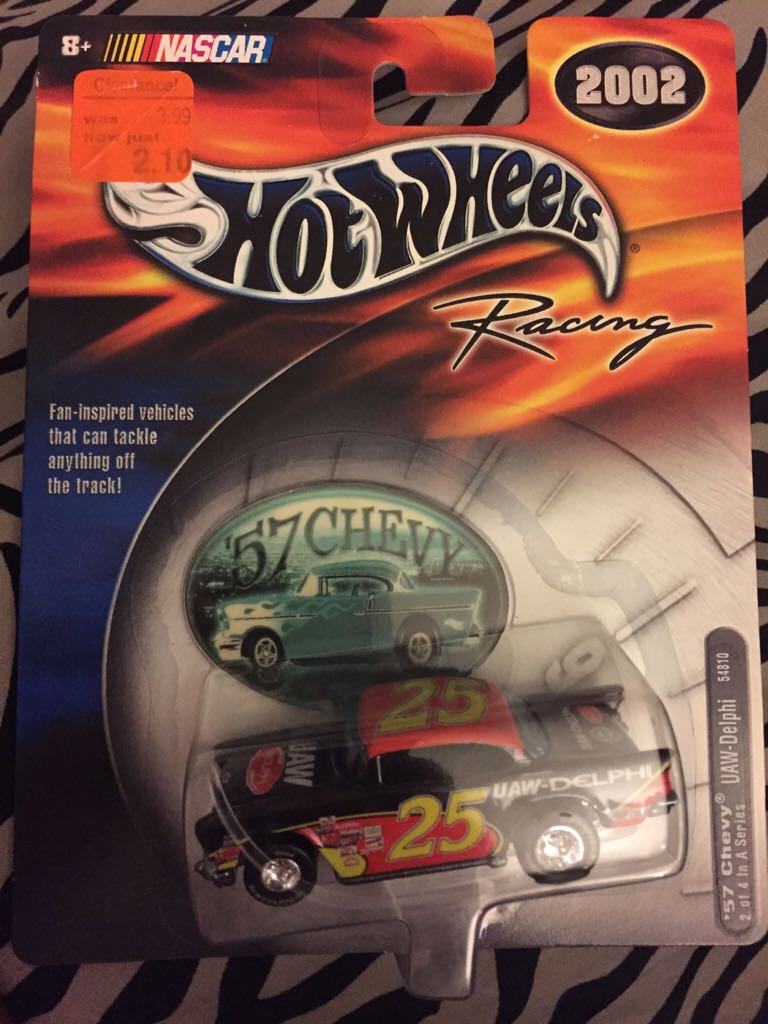 8+ NASCAR
2002
Clearance!
was 3.99
now just
2.10
HotWheels®
Racing
Fan-inspired vehicles
that can tackle
anything off
the track!
'57 CHEVY
25
UAW
UAW-DELPHI
25
'57 Chevy® UAW-Delphi 54810
2 of 4 In A Series